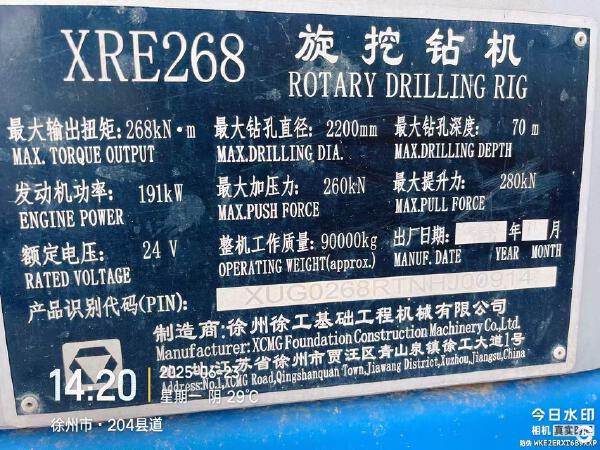 XRE268 旋挖钻机
ROTARY DRILLING RIG
最大输出扭矩:268kN·m 最大钻孔直径: 2200mm 最大钻孔深度: 70 m
MAX. TORQUE OUTPUT MAX.DRILLING DIA. MAX.DRILLING DEPTH
发动机功率: 191kW 最大加压力: 260kN 最大提升力: 280kN
ENGINE POWER MAX.PUSH FORCE MAX.PULL FORCE
额定电压: 24 V 整机工作质量: 90000kg 出厂日期: 年 月
RATED VOLTAGE OPERATING WEIGHT(approx.) MANUF. DATE YEAR MONTH
产品识别代码(PIN): XUG0268RTNHJ00914
制造商:徐州徐工基础工程机械有限公司
Manufacturer:XCMG Foundation Construction Machinery Co.,Ltd.
江苏省徐州市贾汪区青山泉镇徐工大道1号
Address:No.1,XCMG Road,Qingshanquan Town,Jiawang District,Xuzhou,Jiangsu,China
14:20
2025-06-23
星期一 阴 29℃
徐州市·204县道
今日水印
相机 真实
防伪 WKE2ERXT6B9XXP